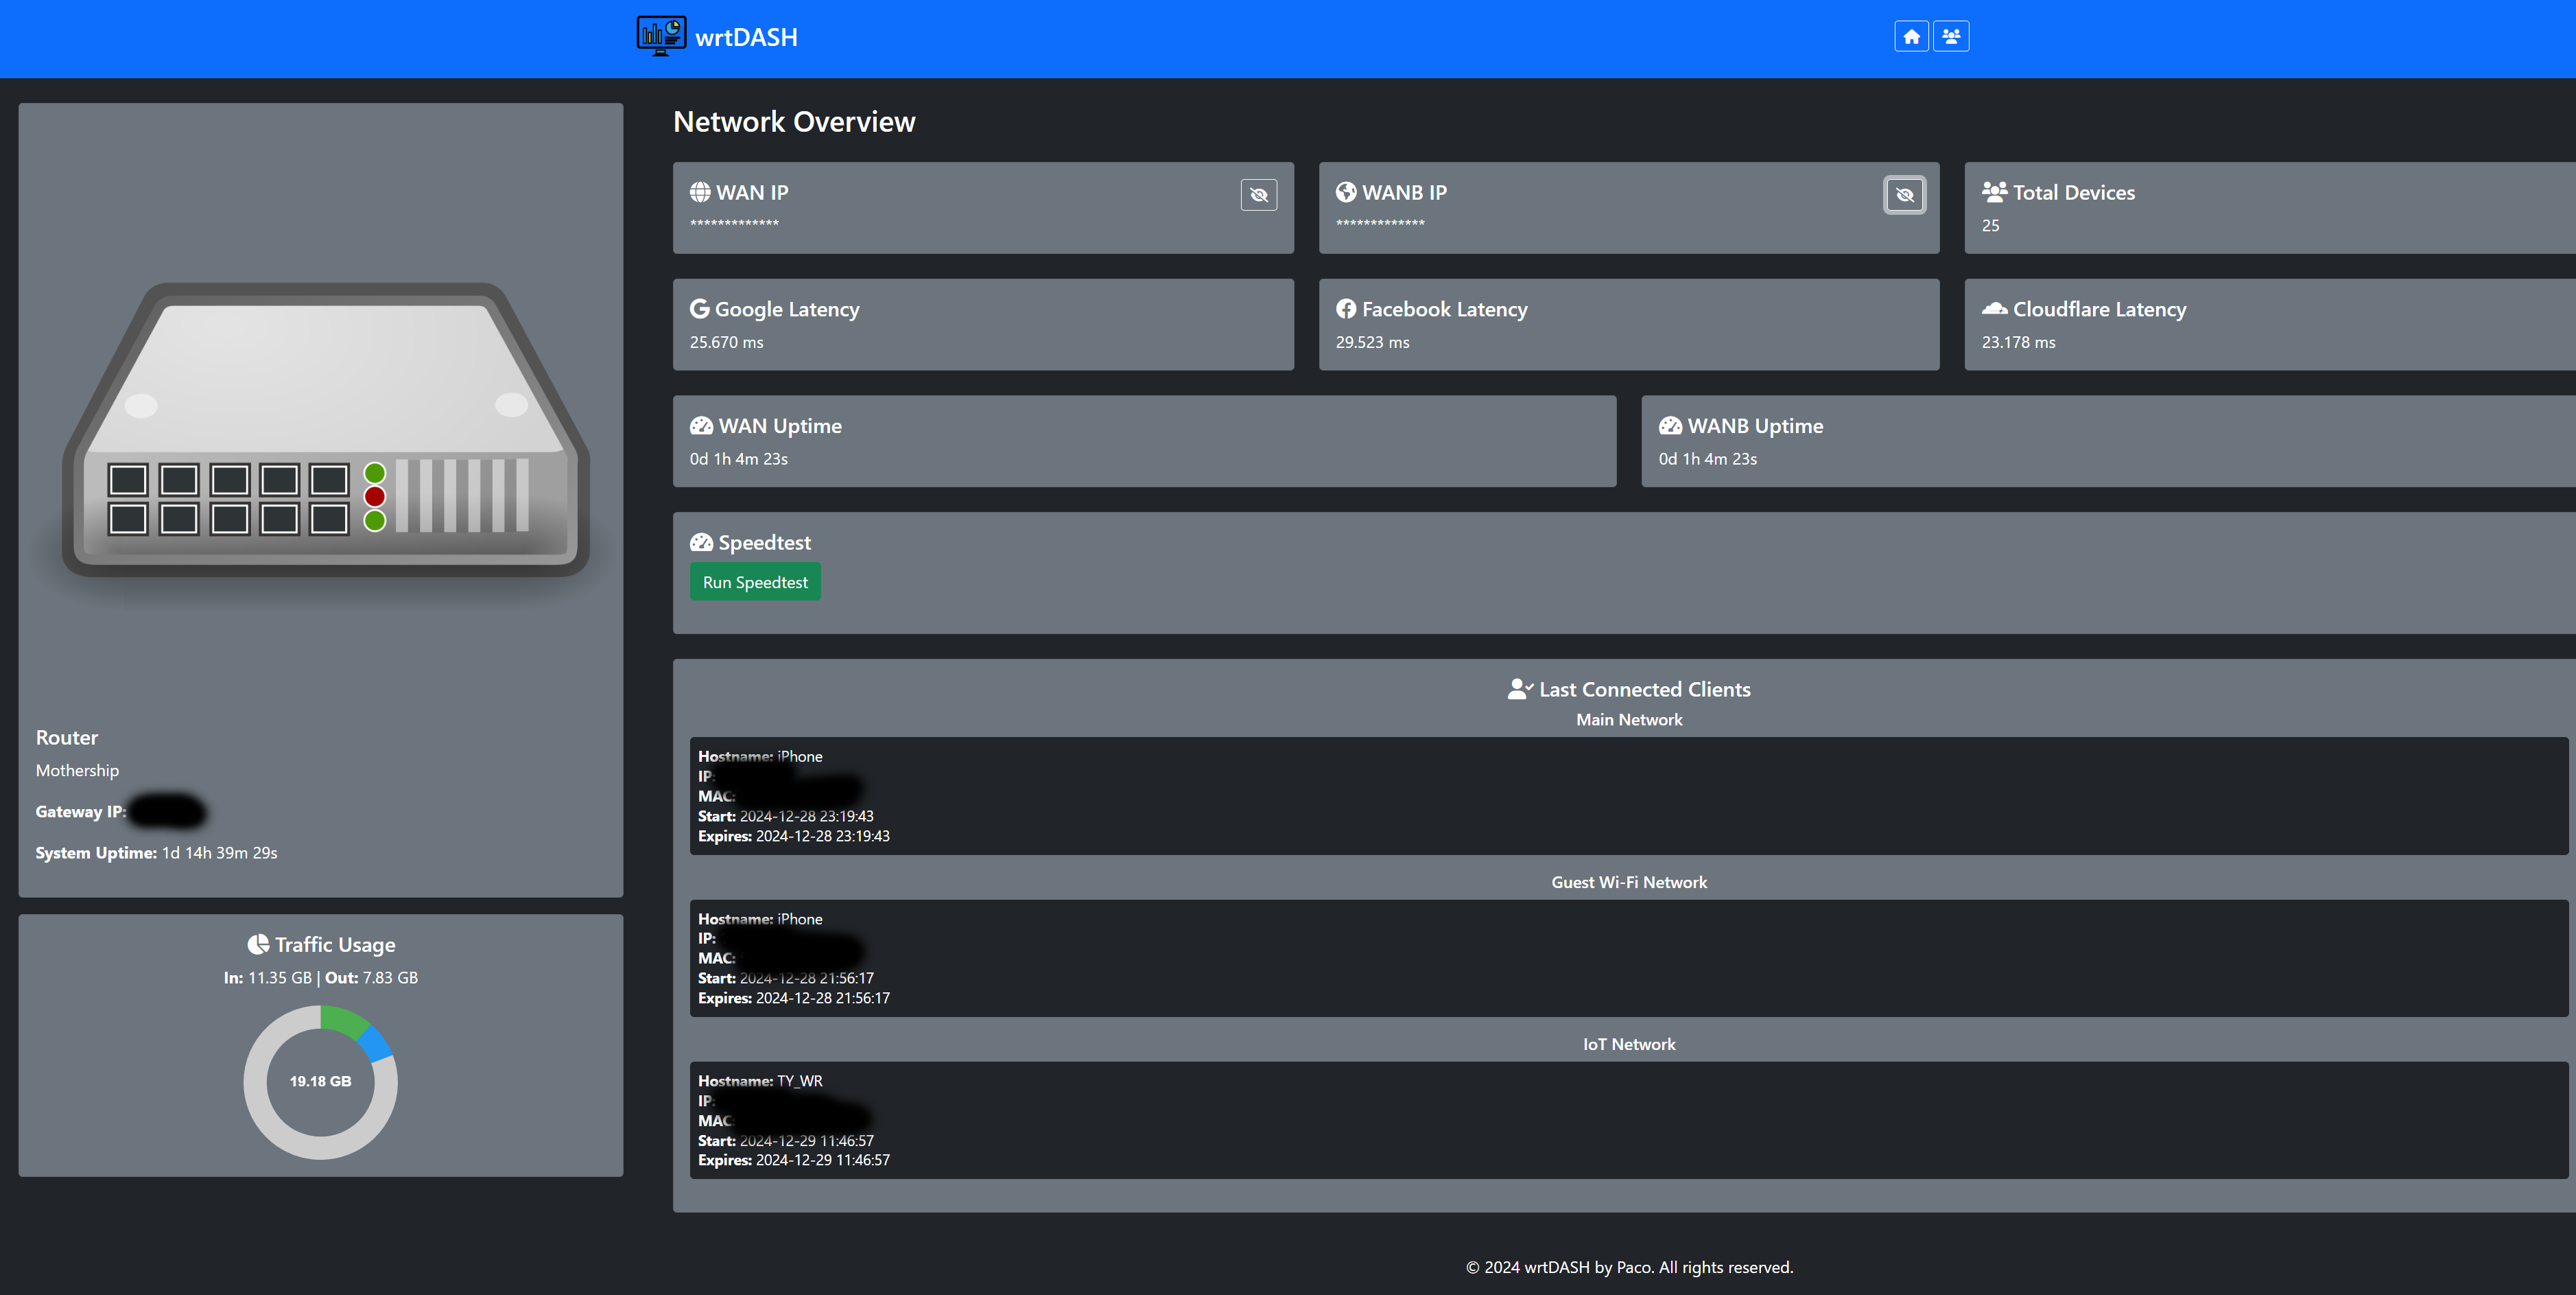 wrtDASH
Router
Mothership
Gateway IP:
System Uptime: 1d 14h 39m 29s
Traffic Usage
In: 11.35 GB | Out: 7.83 GB
19.18 GB
Network Overview
WAN IP
*************
WANB IP
*************
Total Devices
25
Google Latency
25.670 ms
Facebook Latency
29.523 ms
Cloudflare Latency
23.178 ms
WAN Uptime
0d 1h 4m 23s
WANB Uptime
0d 1h 4m 23s
Speedtest
Run Speedtest
Last Connected Clients
Main Network
Hostname: iPhone
IP:
MAC:
Start: 2024-12-28 23:19:43
Expires: 2024-12-28 23:19:43
Guest Wi-Fi Network
Hostname: iPhone
IP:
MAC:
Start: 2024-12-28 21:56:17
Expires: 2024-12-28 21:56:17
IoT Network
Hostname: TY_WR
IP:
MAC:
Start: 2024-12-29 11:46:57
Expires: 2024-12-29 11:46:57
© 2024 wrtDASH by Paco. All rights reserved.